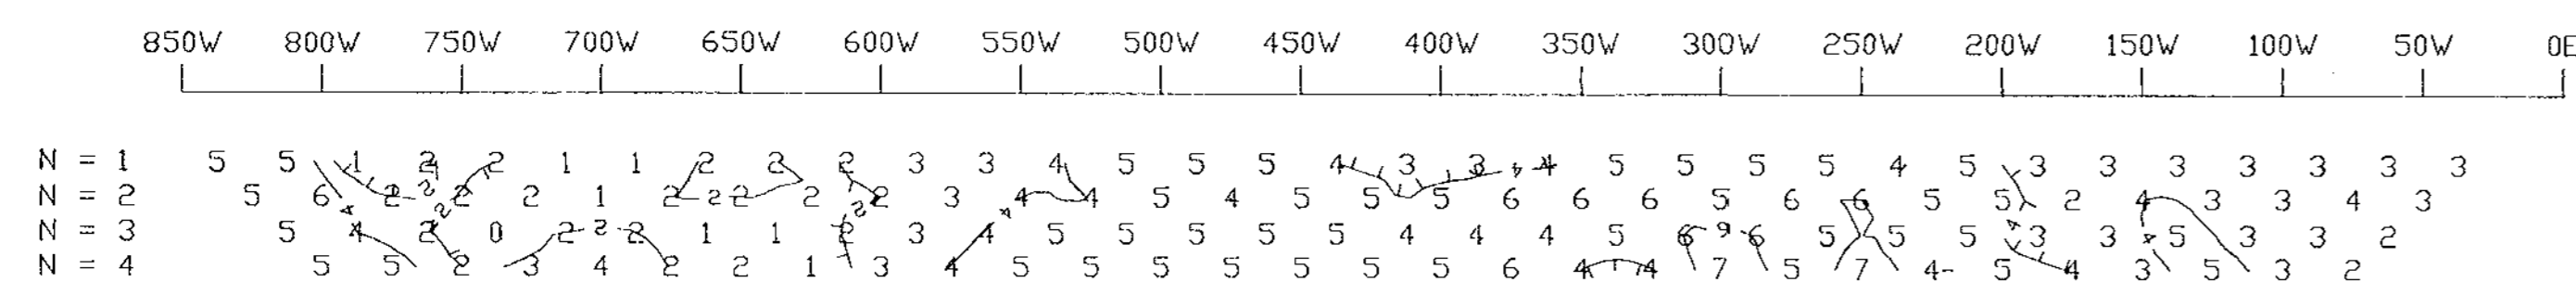 850W 800W 750W 700W 650W 600W 550W 500W 450W 400W 350W 300W 250W 200W 150W 100W 50W 0E
N = 1 5 5 1 2 2 1 1 2 2 2 3 3 4 5 5 5 4 3 3 4 4 5 5 5 5 4 5 3 3 3 3 3 3 3
N = 2 5 6 2 2 2 1 2 2 2 2 2 3 4 4 5 4 5 5 5 6 6 6 5 6 6 5 5 2 4 3 3 4 3
N = 3 5 4 2 0 2 2 2 1 1 2 3 4 5 5 5 5 5 4 4 4 5 6 9 6 5 5 5 3 3 5 3 3 2
N = 4 5 5 2 3 4 2 2 1 3 4 5 5 5 5 5 5 5 6 4 4 7 5 7 4 5 4 3 5 3 2